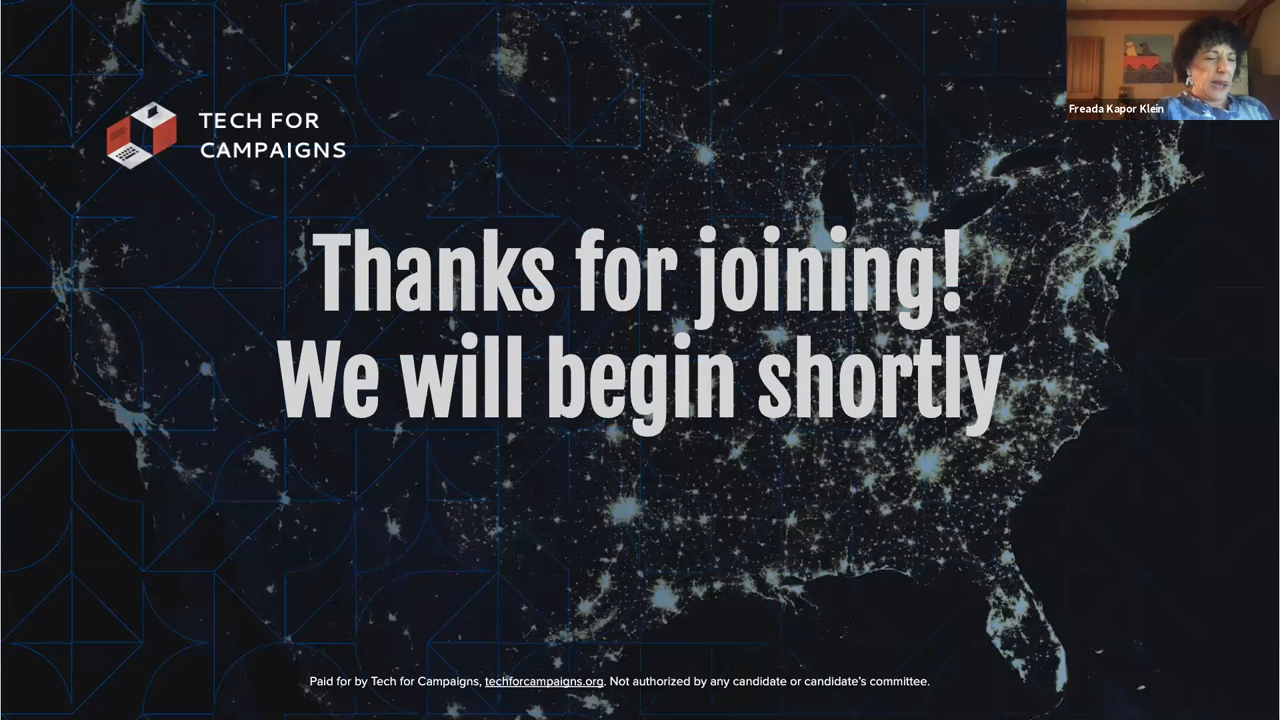 Freada Kapor Klein
TECH FOR
CAMPAIGNS
Thanks for joining!
We will begin shortly
Paid for by Tech for Campaigns, techforcampaigns.org. Not authorized by any candidate or candidate's committee.